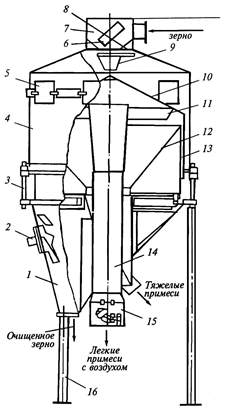 8
7
6
зерно
9
5
10
11
4
12
13
3
2
14
1
Тяжелые
примеси
15
Очищенное
зерно
Легкие
примеси
с воздухом
16